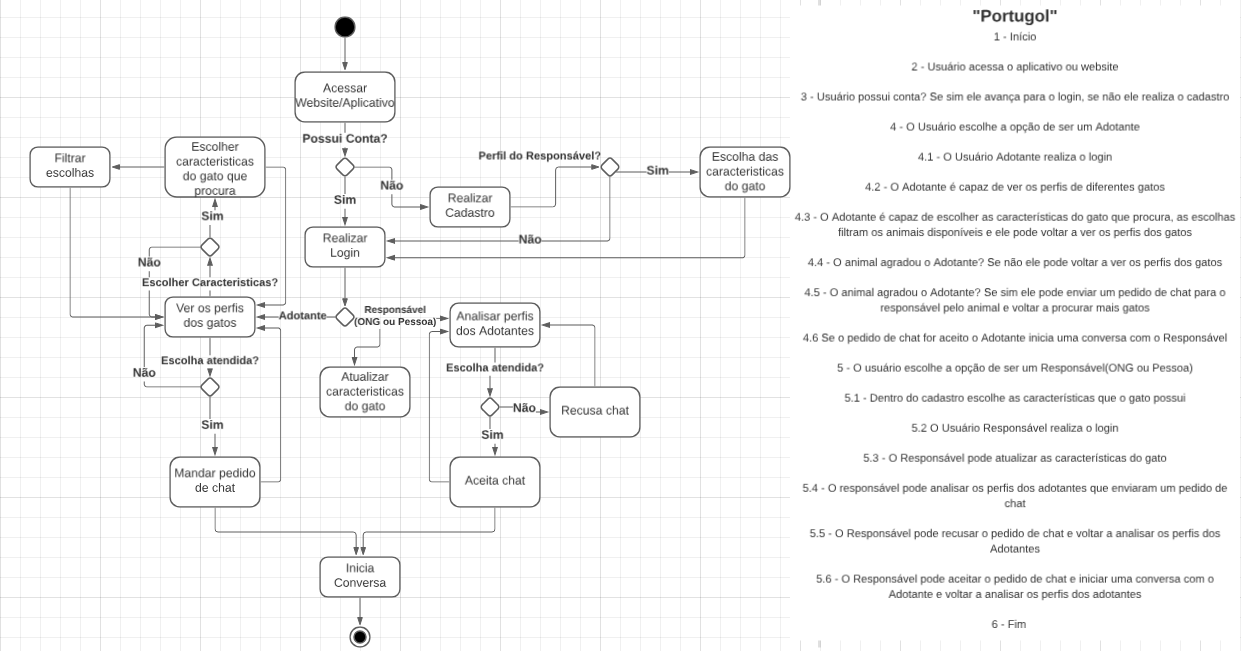 Acessar
Website/Aplicativo
Possui Conta?
Não
Sim
Realizar
Cadastro
Perfil do Responsável?
Sim
Escolha das
caracteristicas
do gato
Não
Realizar
Login
Escolher
caracteristicas
do gato que
procura
Filtrar
escolhas
Sim
Não
Escolher Caracteristicas?
Ver os perfis
dos gatos
Adotante
Responsável
(ONG ou Pessoa)
Analisar perfis
dos Adotantes
Escolha atendida?
Não
Sim
Atualizar
caracteristicas
do gato
Escolha atendida?
Não
Recusa chat
Sim
Mandar pedido
de chat
Aceita chat
Inicia
Conversa
"Portugol"
1 - Início
2 - Usuário acessa o aplicativo ou website
3 - Usuário possui conta? Se sim ele avança para o login, se não ele realiza o cadastro
4 - O Usuário escolhe a opção de ser um Adotante
4.1 - O Usuário Adotante realiza o login
4.2 - O Adotante é capaz de ver os perfis de diferentes gatos
4.3 - O Adotante é capaz de escolher as características do gato que procura, as escolhas
filtram os animais disponíveis e ele pode voltar a ver os perfis dos gatos
4.4 - O animal agradou o Adotante? Se não ele pode voltar a ver os perfis dos gatos
4.5 - O animal agradou o Adotante? Se sim ele pode enviar um pedido de chat para o
responsável pelo animal e voltar a procurar mais gatos
4.6 Se o pedido de chat for aceito o Adotante inicia uma conversa com o Responsável
5 - O usuário escolhe a opção de ser um Responsável(ONG ou Pessoa)
5.1 - Dentro do cadastro escolhe as características que o gato possui
5.2 O Usuário Responsável realiza o login
5.3 - O Responsável pode atualizar as características do gato
5.4 - O responsável pode analisar os perfis dos adotantes que enviaram um pedido de
chat
5.5 - O Responsável pode recusar o pedido de chat e voltar a analisar os perfis dos
Adotantes
5.6 - O Responsável pode aceitar o pedido de chat e iniciar uma conversa com o
Adotante e voltar a analisar os perfis dos adotantes
6 - Fim